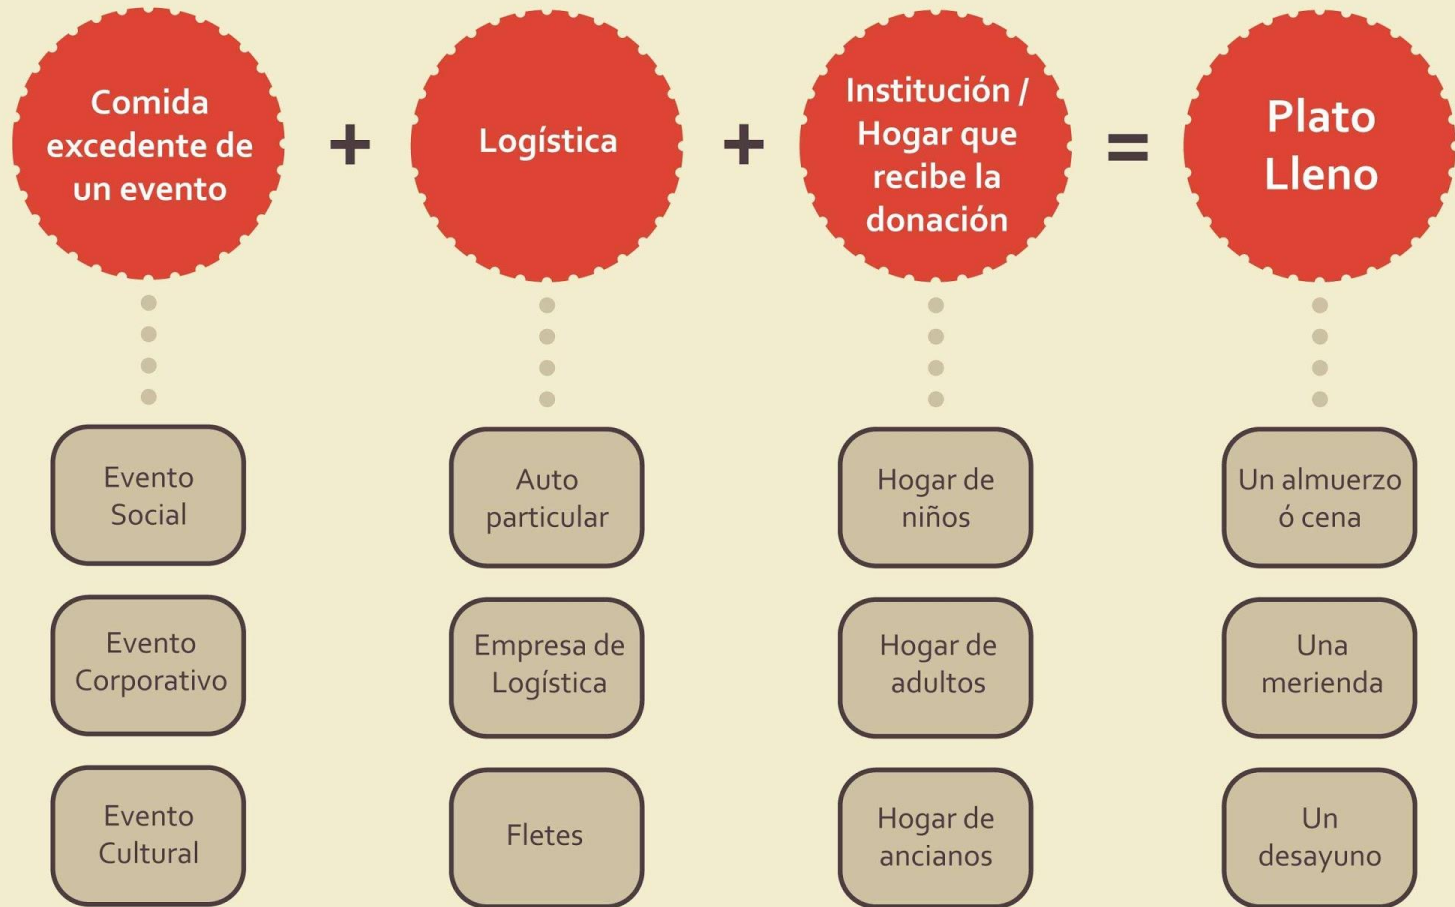 Comida
excedente de
un evento
+
Logística
+
Institución /
Hogar que
recibe la
donación
=
Plato
Lleno
Evento
Social
Auto
particular
Hogar de
niños
Un almuerzo
ó cena
Evento
Corporativo
Empresa de
Logística
Hogar de
adultos
Una
merienda
Evento
Cultural
Fletes
Hogar de
ancianos
Un
desayuno